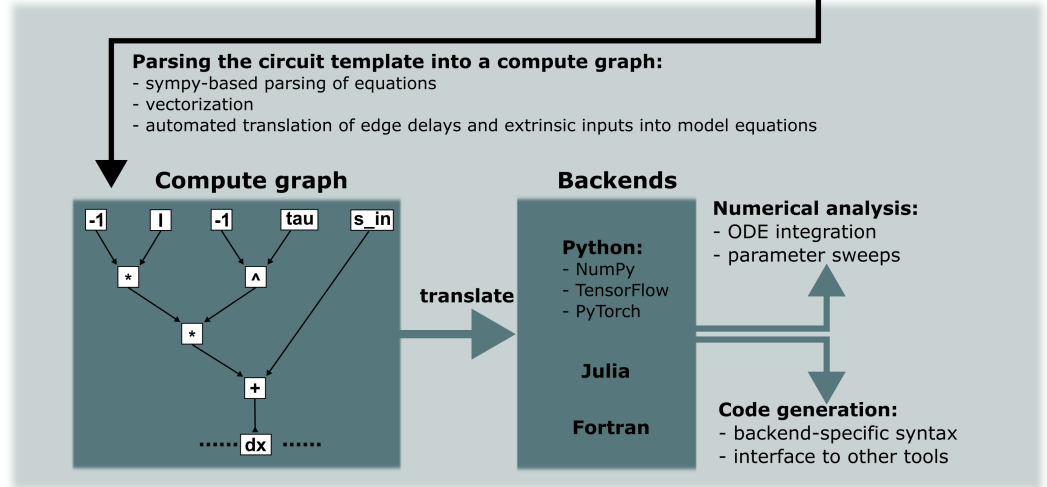 Parsing the circuit template into a compute graph:
- sympy-based parsing of equations
- vectorization
- automated translation of edge delays and extrinsic inputs into model equations
Compute graph
-1 I -1 tau s_in
* ^
*
+
dx
translate
Backends
Python:
- NumPy
- TensorFlow
- PyTorch
Julia
Fortran
Numerical analysis:
- ODE integration
- parameter sweeps
Code generation:
- backend-specific syntax
- interface to other tools